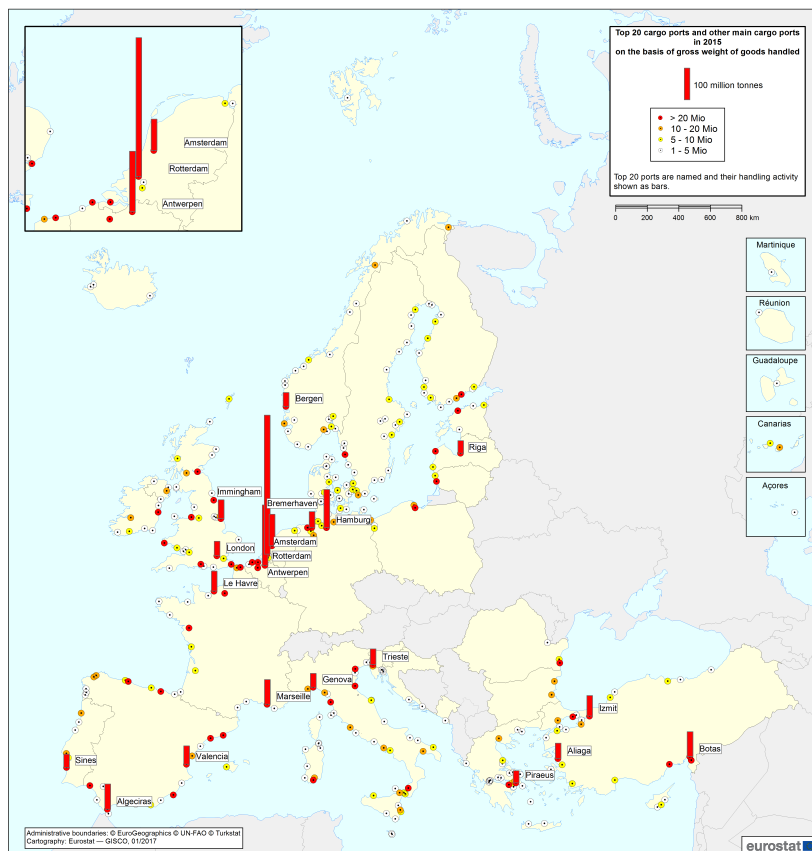 Top 20 cargo ports and other main cargo ports
in 2015
on the basis of gross weight of goods handled
100 million tonnes
> 20 Mio
10 - 20 Mio
5 - 10 Mio
1 - 5 Mio
Top 20 ports are named and their handling activity
shown as bars.
0 200 400 600 800 km
Amsterdam
Rotterdam
Antwerpen
Martinique
Réunion
Guadaloupe
Canarias
Açores
Bergen
Riga
Immingham
Bremerhaven
Hamburg
London
Amsterdam
Rotterdam
Antwerpen
Le Havre
Trieste
Genova
Marseille
Izmit
Valencia
Aliaga
Botas
Sines
Piraeus
Algeciras
Administrative boundaries: © EuroGeographics © UN-FAO © Turkstat
Cartography: Eurostat — GISCO, 01/2017
eurostat